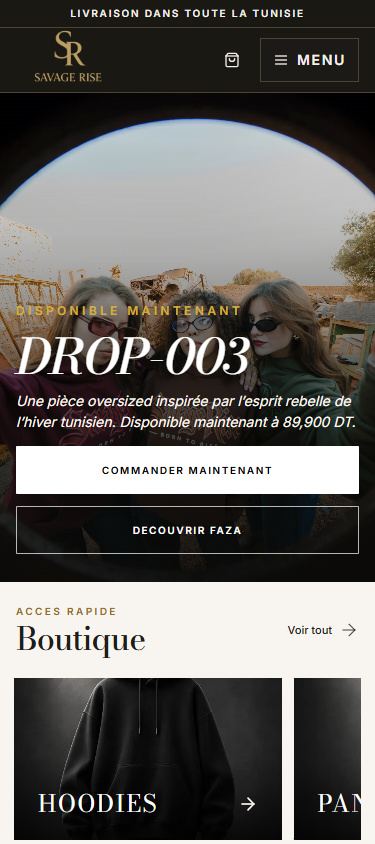 LIVRAISON DANS TOUTE LA TUNISIE
SR
SAVAGE RISE
MENU
DISPONIBLE MAINTENANT
DROP-003
Une pièce oversized inspirée par l'esprit rebelle de
l'hiver tunisien. Disponible maintenant à 89,900 DT.
COMMANDER MAINTENANT
DECOUVRIR FAZA
ACCES RAPIDE
Boutique
Voir tout
HOODIES